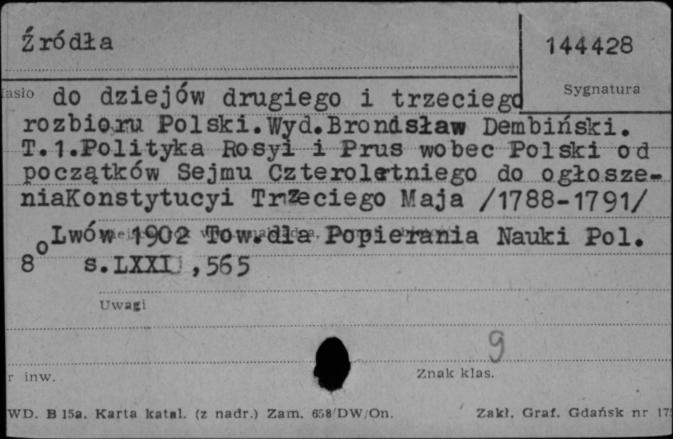 Źródła
144428
Sygnatura
do dziejów drugiego i trzeciego
rozbioru Polski.Wyd.Bronisław Dembiński.
T.1.Polityka Rosyi i Prus wobec Polski od
początków Sejmu Czteroletniego do ogłosze-
niaKonstytucyi Trzeciego Maja /1788-1791/
Lwów 1902 Tow.dla Popierania Nauki Pol.
8o s.LXXI ,565
Uwagi
9
r inw.
Znak klas.
WD. B 15a. Karta katal. (z nadr.) Zam. 658/DW/On.
Zakł. Graf. Gdańsk nr